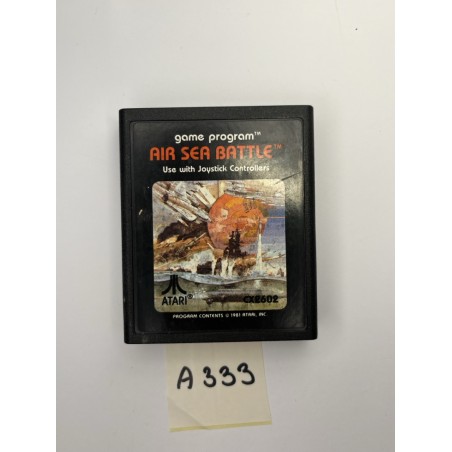 game program™
AIR SEA BATTLE™
Use with Joystick Controllers
ATARI®
CX2602
PROGRAM CONTENTS © 1981 ATARI, INC
A333